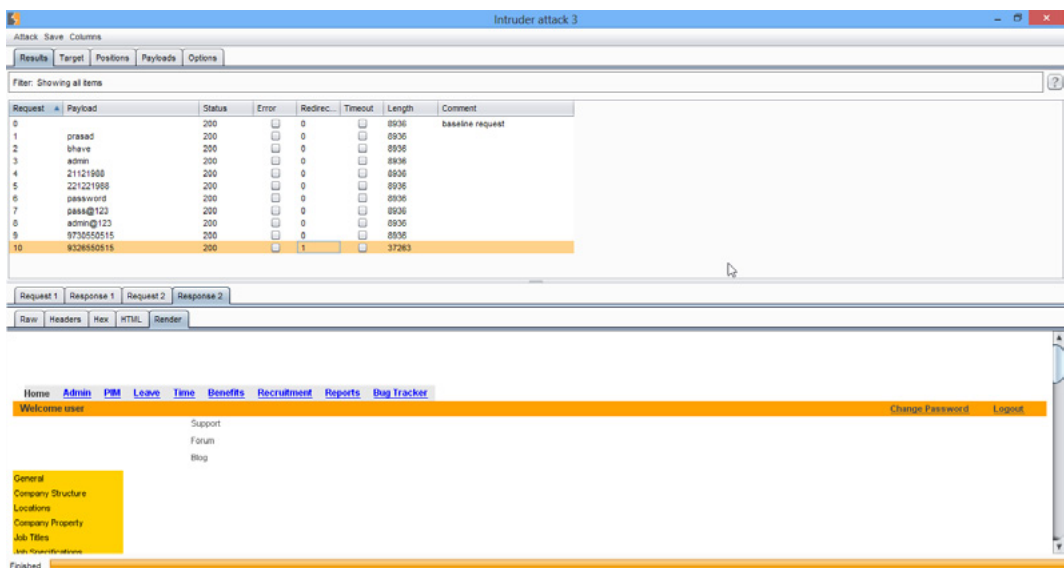 Intruder attack 3
Attack Save Columns
Results Target Positions Payloads Options
Filter: Showing all items ?
Request Payload Status Error Redirec... Timeout Length Comment
0 200 0 8936 baseline request
1 prasad 200 0 8936
2 bhave 200 0 8936
3 admin 200 0 8936
4 21121988 200 0 8936
5 221221988 200 0 8936
6 password 200 0 8936
7 pass@123 200 0 8936
8 admin@123 200 0 8936
9 9730550515 200 0 8936
10 9326550515 200 1 37263
Request 1 Response 1 Request 2 Response 2
Raw Headers Hex HTML Render
Home Admin PIM Leave Time Benefits Recruitment Reports Bug Tracker
Welcome user Change Password Logout
Support
Forum
Blog
General
Company Structure
Locations
Company Property
Job Titles
Job Specifications
Finished